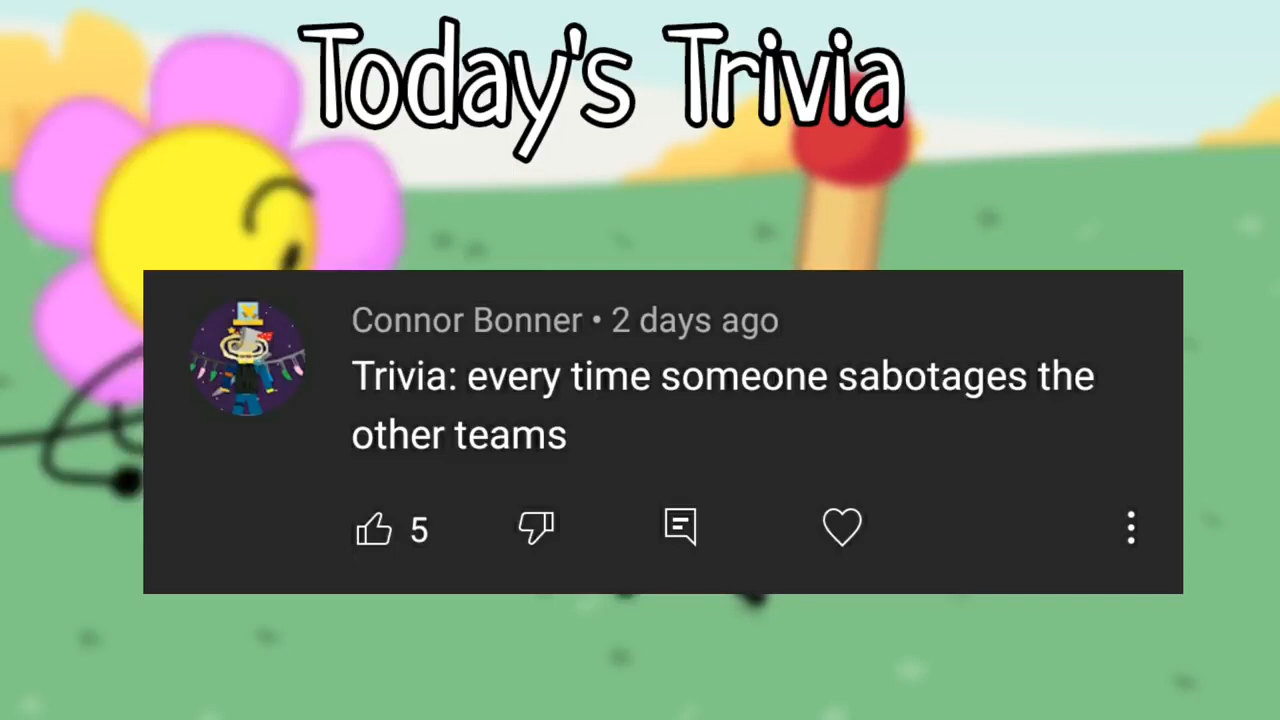 Today's Trivia
Connor Bonner • 2 days ago
Trivia: every time someone sabotages the
other teams
5